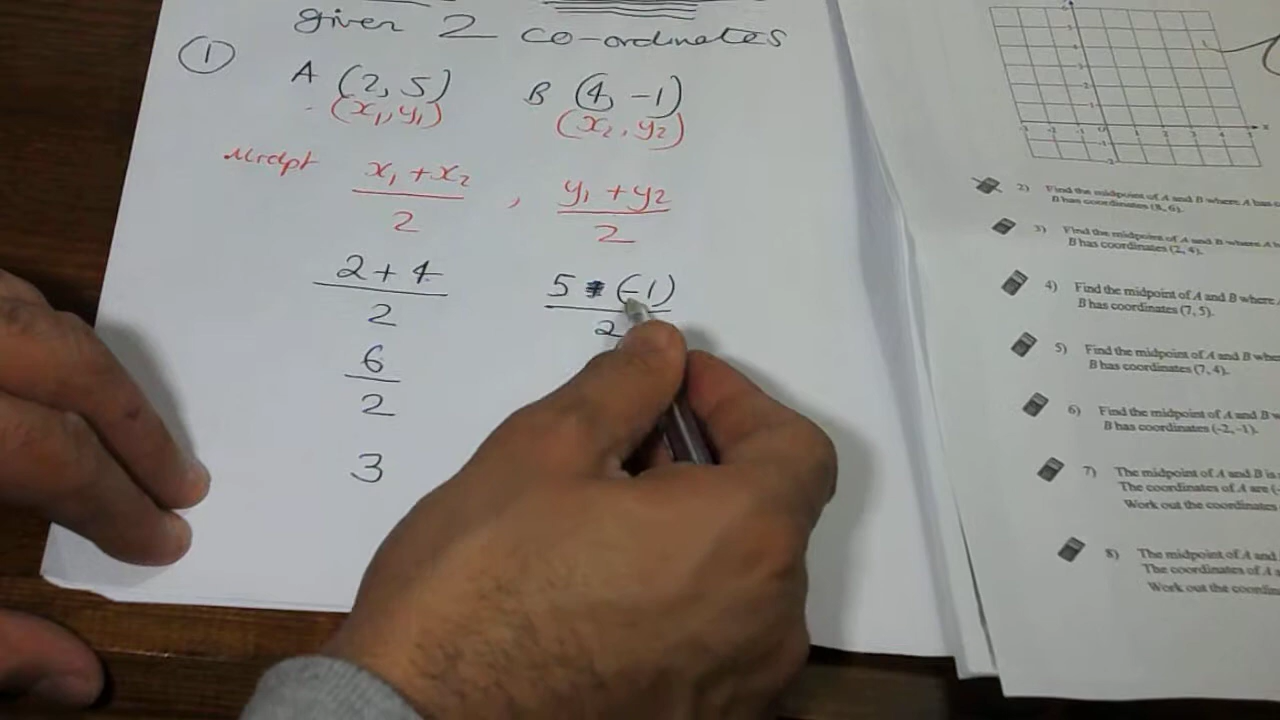 given 2 co-ordinates
① A (2, 5) B (4, -1)
(x₁, y₁) (x₂, y₂)
Midpt x₁ + x₂ / 2 , y₁ + y₂ / 2
2 + 4 / 2 5 (-1) / 2
6 / 2
3
2) Find the midpoint of A and B where A has
B has coordinates (8, 6).
3) Find the midpoint of A and B where A
B has coordinates (2, 4).
4) Find the midpoint of A and B where
B has coordinates (7, 5).
5) Find the midpoint of A and B where
B has coordinates (7, 4).
6) Find the midpoint of A and B
B has coordinates (-2, -1).
7) The midpoint of A and B is
The coordinates of A are
Work out the coordinates
8) The midpoint of A and
The coordinates of A
Work out the